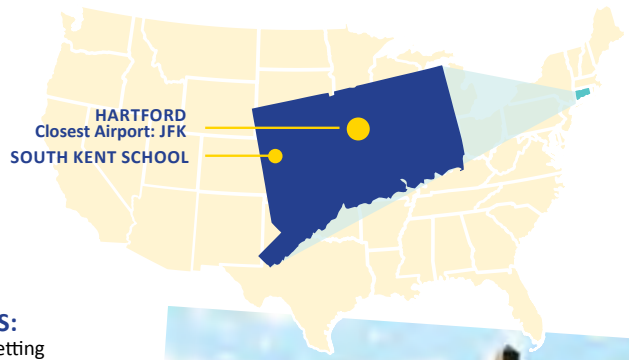 HARTFORD
Closest Airport: JFK
SOUTH KENT SCHOOL
S:
etting